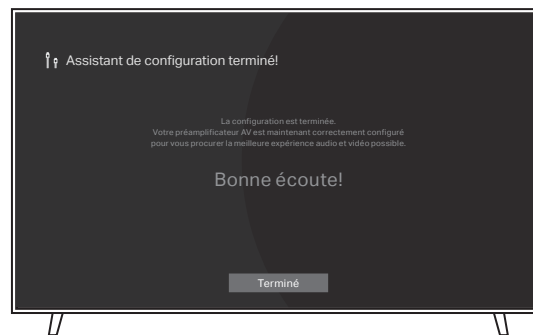 Assistant de configuration terminé!
La configuration est terminée.
Votre préamplificateur AV est maintenant correctement configuré
pour vous procurer la meilleure expérience audio et vidéo possible.
Bonne écoute!
Terminé